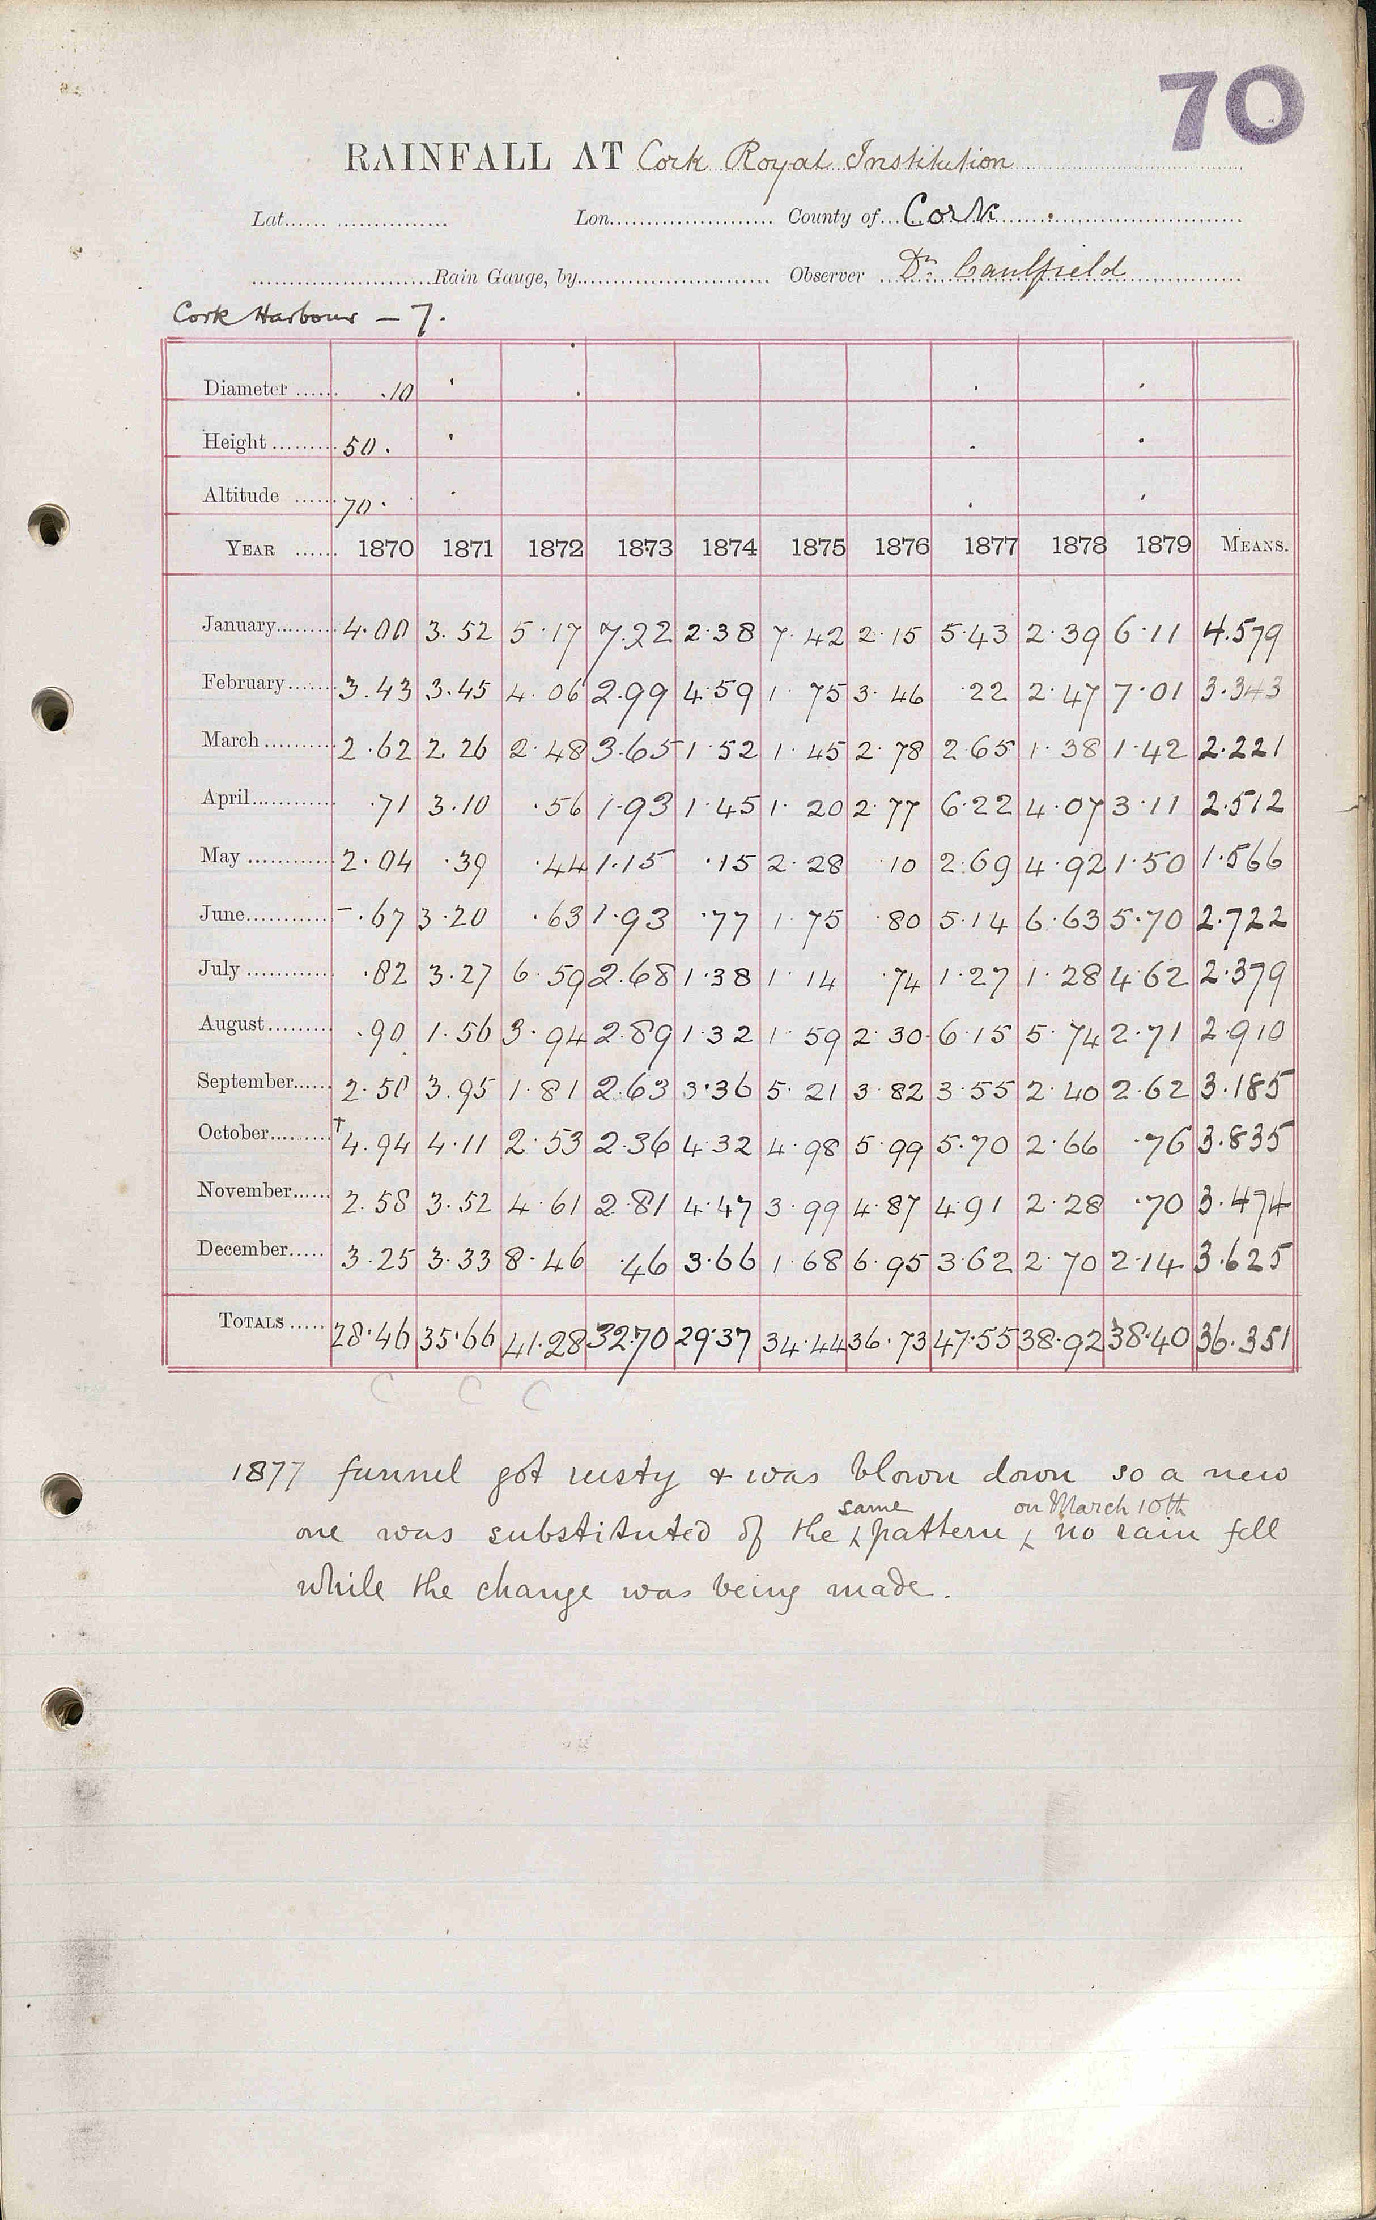 70
RAINFALL AT Cork Royal Institution
Lat. Lon. County of Cork
Rain Gauge, by Observer Dr. Caulfield
Cork Harbour - 7.
Diameter ...... .10
Height ......... 50.
Altitude ...... 70.
YEAR ...... 1870 1871 1872 1873 1874 1875 1876 1877 1878 1879 MEANS.
January 4.00 3.52 5.17 7.22 2.38 7.42 2.15 5.43 2.39 6.11 4.579
February 3.43 3.45 4.06 2.99 4.59 1.75 3.46 .22 2.47 7.01 3.343
March 2.62 2.26 2.48 3.65 1.52 1.45 2.78 2.65 1.38 1.42 2.221
April .71 3.10 .56 1.93 1.45 1.20 2.77 6.22 4.07 3.11 2.512
May 2.04 .39 .44 1.15 .15 2.28 10 2.69 4.92 1.50 1.566
June .67 3.20 .63 1.93 .77 1.75 .80 5.14 6.63 5.70 2.722
July .82 3.27 6.59 2.68 1.38 1.14 .74 1.27 1.28 4.62 2.379
August .90 1.56 3.94 2.89 1.32 1.59 2.30 6.15 5.74 2.71 2.910
September 2.50 3.95 1.81 2.63 3.36 5.21 3.82 3.55 2.40 2.62 3.185
October †4.94 4.11 2.53 2.36 4.32 4.98 5.99 5.70 2.66 .76 3.835
November 2.58 3.52 4.61 2.81 4.47 3.99 4.87 4.91 2.28 .70 3.474
December 3.25 3.33 8.46 .46 3.66 1.68 6.95 3.62 2.70 2.14 3.625
TOTALS 28.46 35.66 41.28 32.70 29.37 34.44 36.73 47.55 38.92 38.40 36.351
C C C
1877 funnel got rusty & was blown down so a new
same on March 10th
one was substituted of the pattern no rain fell
while the change was being made.